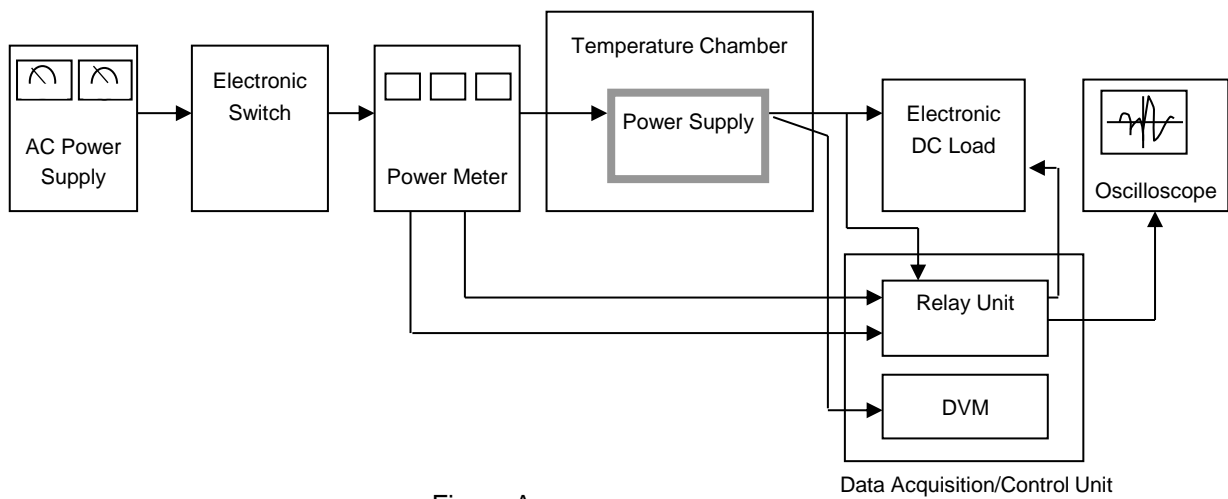 AC Power
Supply
Electronic
Switch
Power Meter
Temperature Chamber
Power Supply
Electronic
DC Load
Oscilloscope
Relay Unit
DVM
Data Acquisition/Control Unit